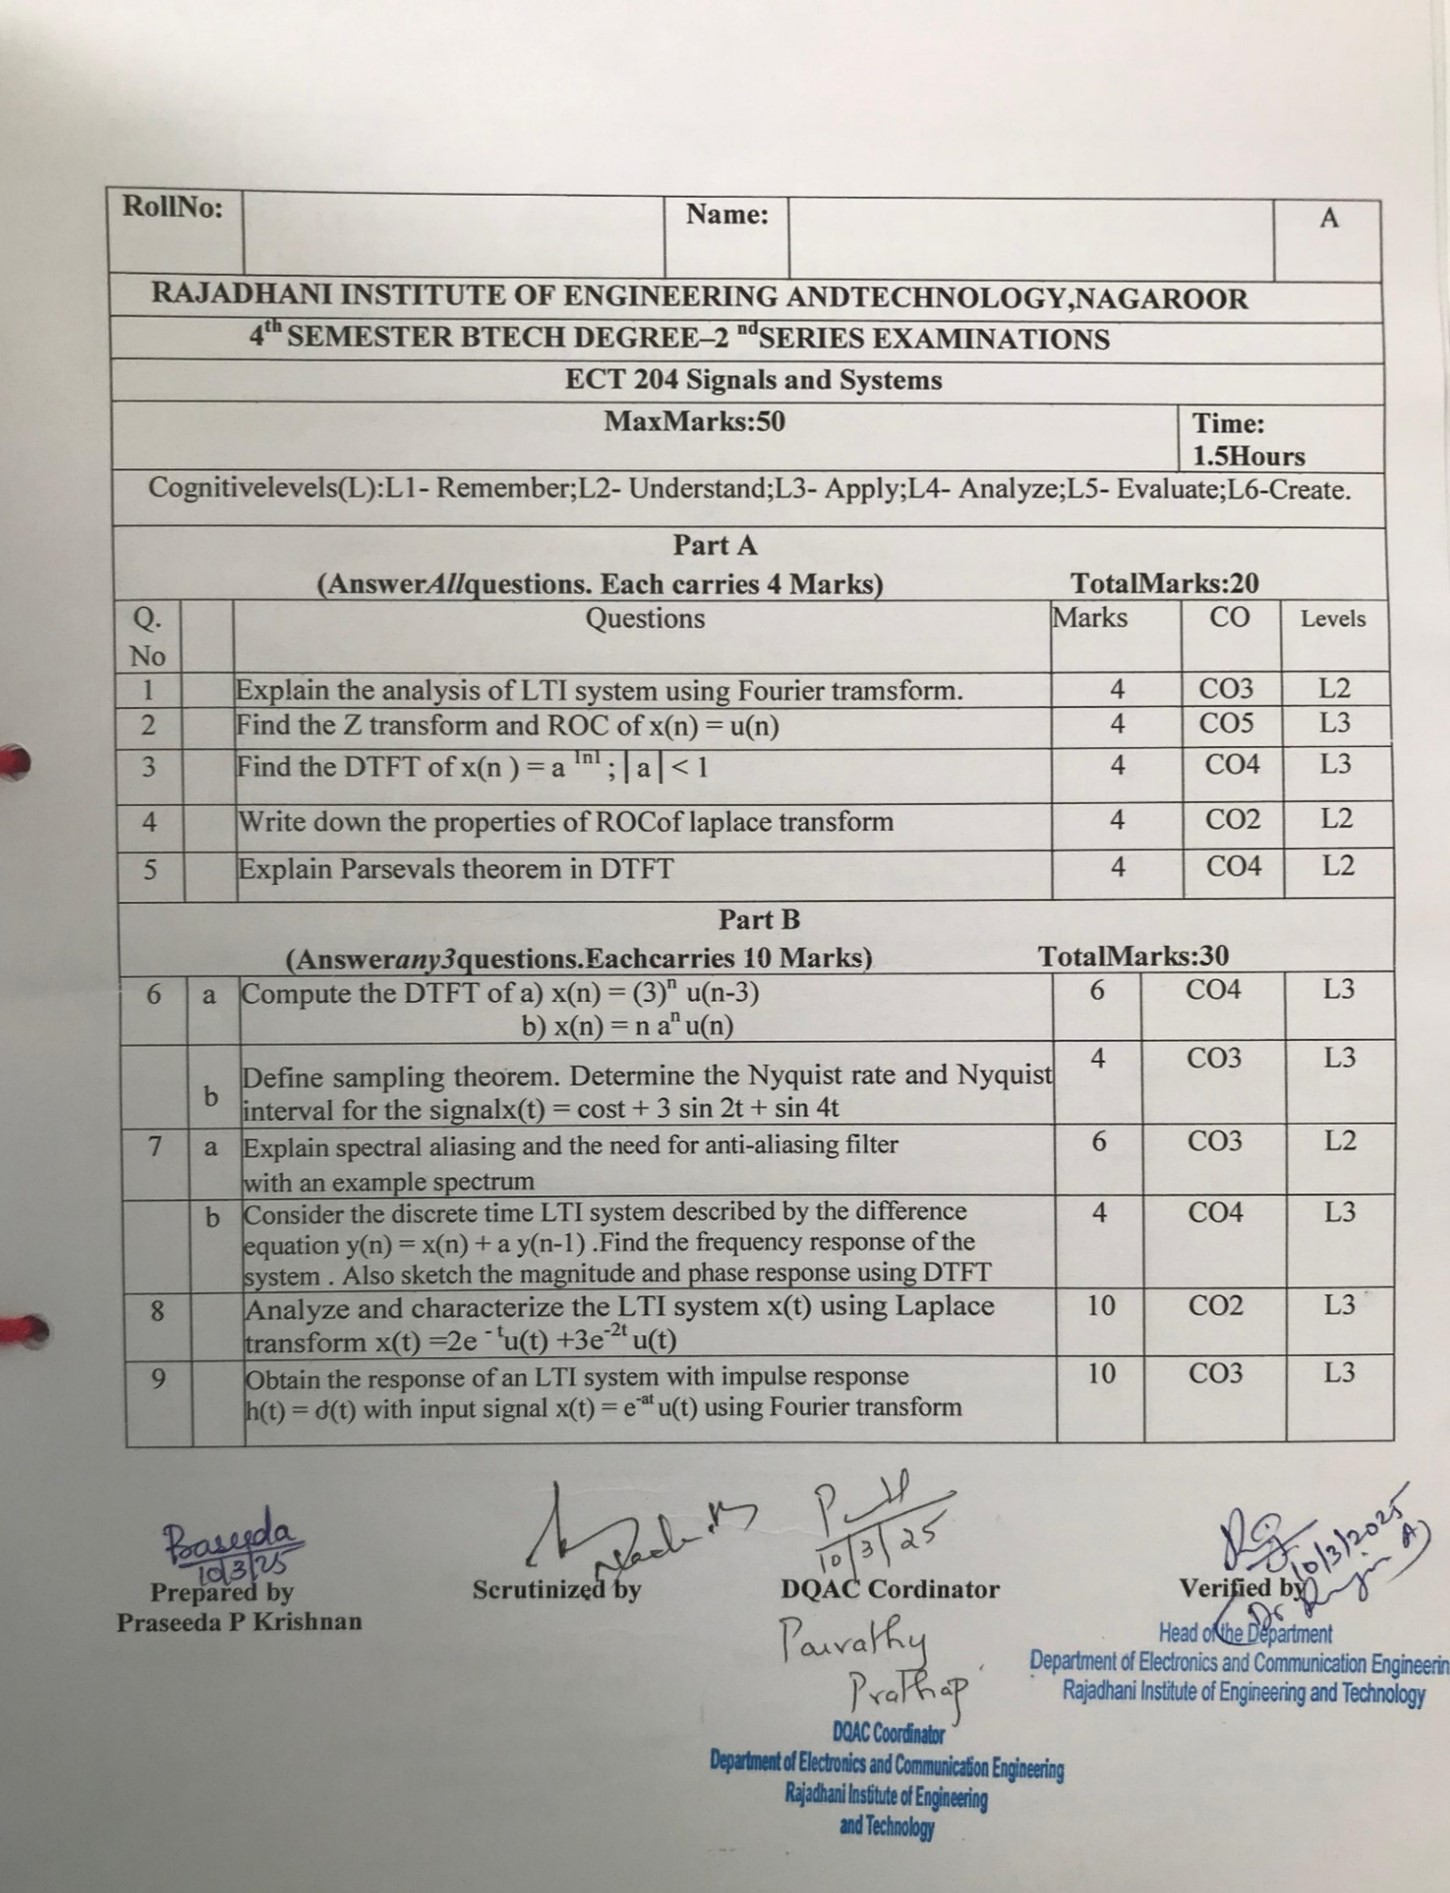 RollNo: Name: A
RAJADHANI INSTITUTE OF ENGINEERING ANDTECHNOLOGY,NAGAROOR
4th SEMESTER BTECH DEGREE–2 ndSERIES EXAMINATIONS
ECT 204 Signals and Systems
MaxMarks:50 Time: 1.5Hours
Cognitivelevels(L):L1- Remember;L2- Understand;L3- Apply;L4- Analyze;L5- Evaluate;L6-Create.
Part A
(AnswerAllquestions. Each carries 4 Marks) TotalMarks:20
Q. No Questions Marks CO Levels
1 Explain the analysis of LTI system using Fourier tramsform. 4 CO3 L2
2 Find the Z transform and ROC of x(n) = u(n) 4 CO5 L3
3 Find the DTFT of x(n ) = a |n| ; | a | < 1 4 CO4 L3
4 Write down the properties of ROCof laplace transform 4 CO2 L2
5 Explain Parsevals theorem in DTFT 4 CO4 L2
Part B
(Answerany3questions.Eachcarries 10 Marks) TotalMarks:30
6 a Compute the DTFT of a) x(n) = (3)^n u(n-3) 6 CO4 L3
b) x(n) = n a^n u(n)
b Define sampling theorem. Determine the Nyquist rate and Nyquist 4 CO3 L3
interval for the signalx(t) = cost + 3 sin 2t + sin 4t
7 a Explain spectral aliasing and the need for anti-aliasing filter 6 CO3 L2
with an example spectrum
b Consider the discrete time LTI system described by the difference 4 CO4 L3
equation y(n) = x(n) + a y(n-1) .Find the frequency response of the
system . Also sketch the magnitude and phase response using DTFT
8 Analyze and characterize the LTI system x(t) using Laplace 10 CO2 L3
transform x(t) =2e^-t u(t) +3e^-2t u(t)
9 Obtain the response of an LTI system with impulse response 10 CO3 L3
h(t) = đ(t) with input signal x(t) = e^-at u(t) using Fourier transform
10/3/25 10/3/25 10/3/2025
Prepared by Scrutinized by DQAC Cordinator Verified by
Praseeda P Krishnan
Parvathy
Prathap
Head of the Department
Department of Electronics and Communication Engineerin
Rajadhani Institute of Engineering and Technology
DQAC Coordinator
Department of Electronics and Communication Engineering
Rajadhani Institute of Engineering
and Technology